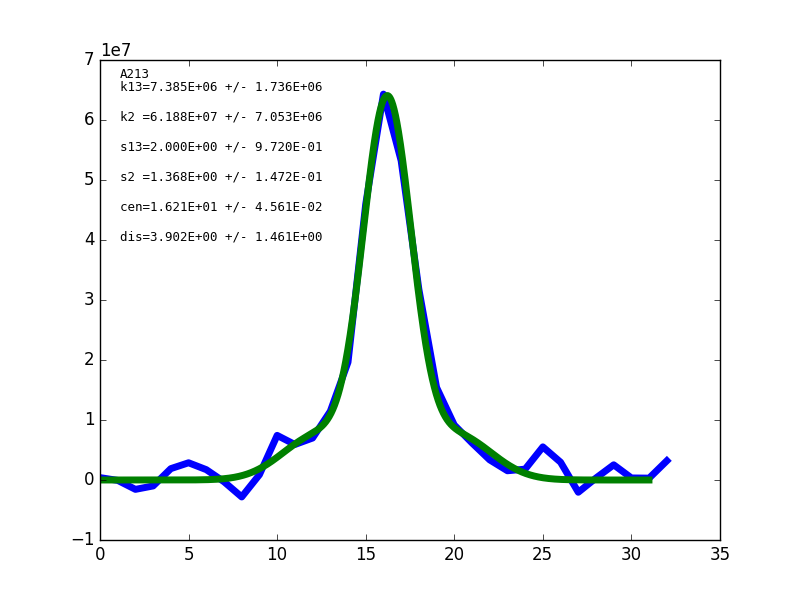 1e7
7
6
5
4
3
2
1
0
−1
A213
k13=7.385E+06 +/- 1.736E+06
k2 =6.188E+07 +/- 7.053E+06
s13=2.000E+00 +/- 9.720E-01
s2 =1.368E+00 +/- 1.472E-01
cen=1.621E+01 +/- 4.561E-02
dis=3.902E+00 +/- 1.461E+00
0 5 10 15 20 25 30 35